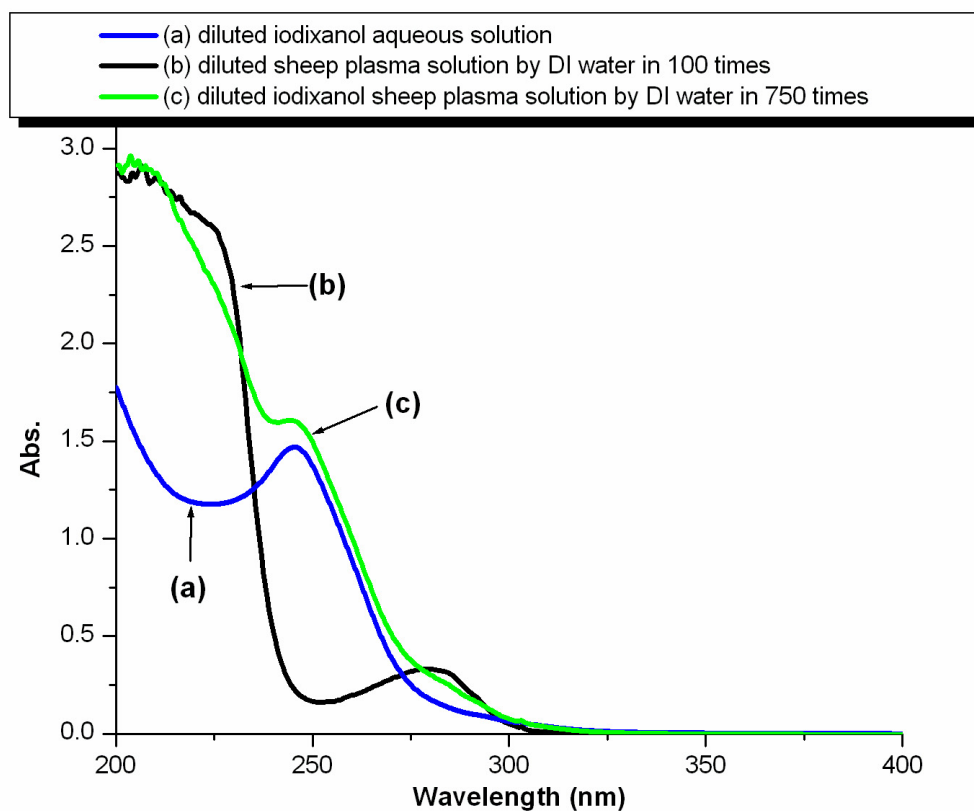 (a) diluted iodixanol aqueous solution
(b) diluted sheep plasma solution by DI water in 100 times
(c) diluted iodixanol sheep plasma solution by DI water in 750 times
3.0
2.5
2.0
1.5
1.0
0.5
0.0
Abs.
(b)
(c)
(a)
200 250 300 350 400
Wavelength (nm)